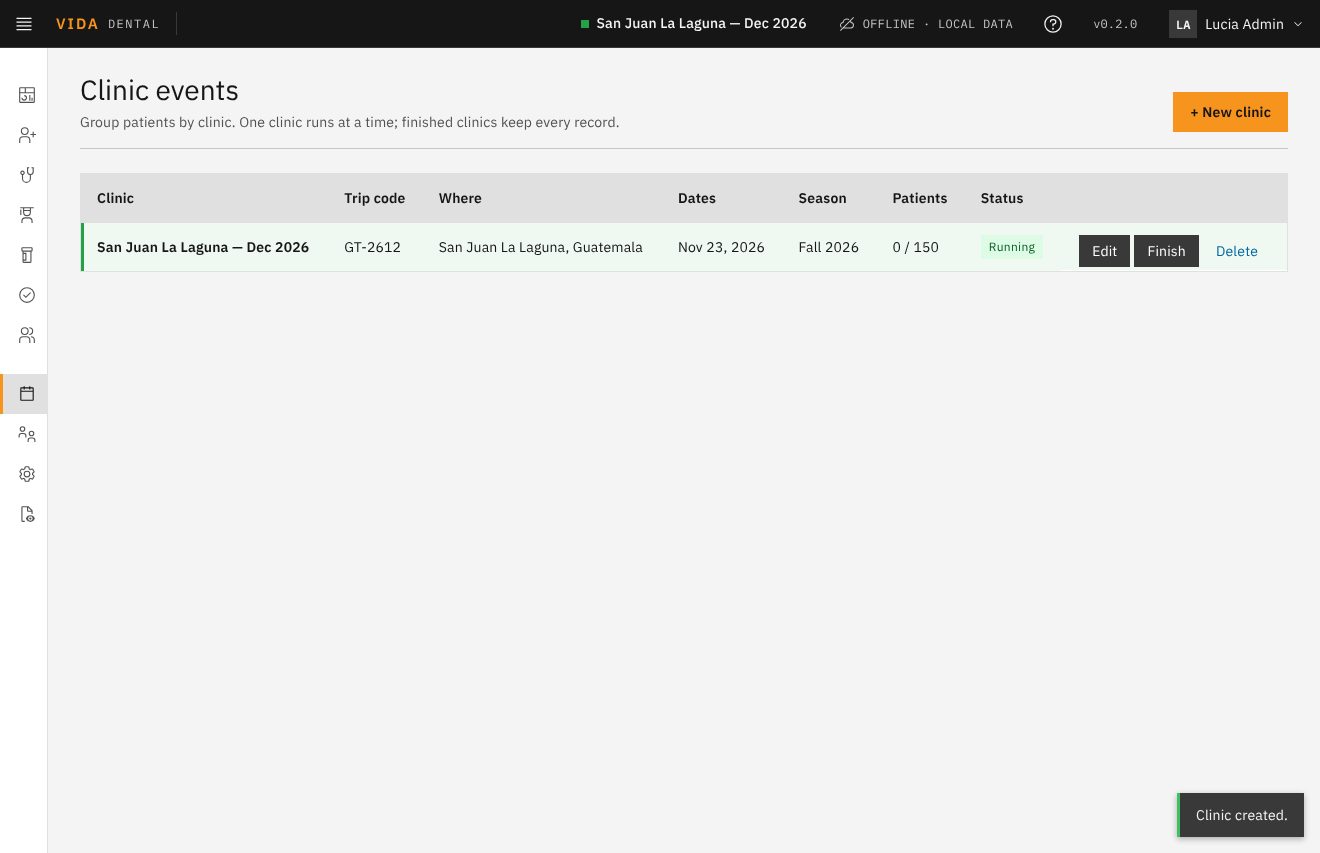 VIDA DENTAL
San Juan La Laguna — Dec 2026
OFFLINE · LOCAL DATA
v0.2.0
LA
Lucia Admin
Clinic events
Group patients by clinic. One clinic runs at a time; finished clinics keep every record.
+ New clinic
Clinic Trip code Where Dates Season Patients Status
San Juan La Laguna — Dec 2026 GT-2612 San Juan La Laguna, Guatemala Nov 23, 2026 Fall 2026 0 / 150 Running Edit Finish Delete
Clinic created.